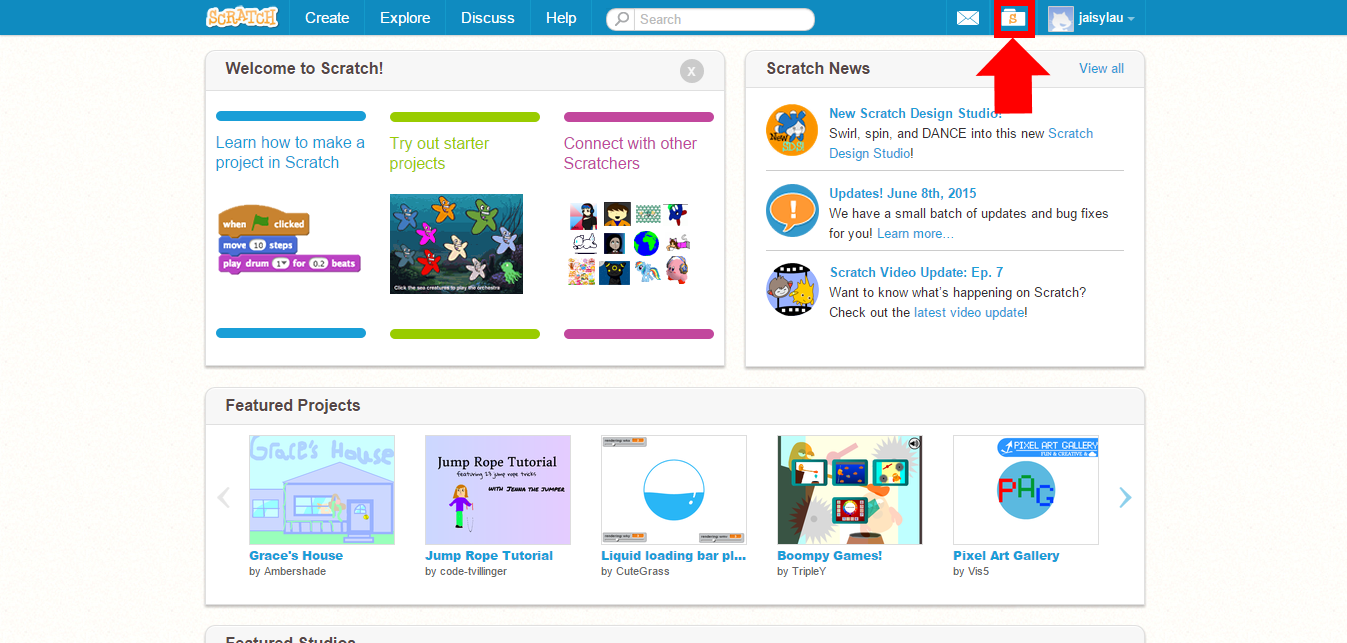 SCRATCH Create Explore Discuss Help Search jaisylau
Welcome to Scratch!
x
Learn how to make a
project in Scratch
when clicked
move 10 steps
play drum 1 for 0.2 beats
Try out starter
projects
Click the sea creatures to play the orchestra
Connect with other
Scratchers
Scratch News
View all
New Scratch Design Studio!
Swirl, spin, and DANCE into this new Scratch
Design Studio!
New
SDS!
Updates! June 8th, 2015
We have a small batch of updates and bug fixes
for you! Learn more…
Scratch Video Update: Ep. 7
Want to know what's happening on Scratch?
Check out the latest video update!
Featured Projects
Grace's House
Grace's House
by Ambershade
Jump Rope Tutorial
featuring 13 jump rope tricks
WITH JENNA THE JUMPER
Jump Rope Tutorial
by code-tvillinger
Liquid loading bar pl...
by CuteGrass
Boompy Games!
by TripleY
PIXEL ART GALLERY
FUN & CREATIVE &
PAG
Pixel Art Gallery
by Vis5
Featured Studios